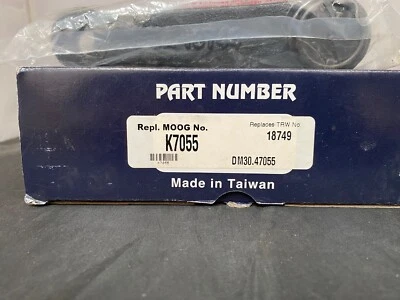 PART NUMBER
Repl. MOOG No.
Replaces TRW No.
K7055
18749
DM30.47055
Made in Taiwan